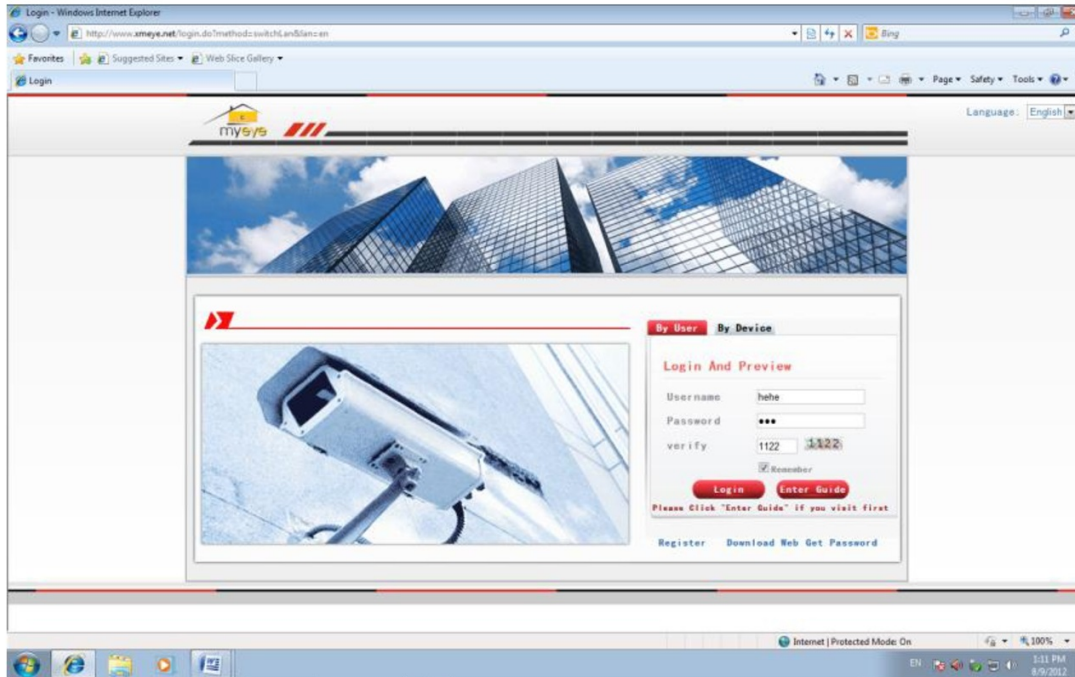 Login - Windows Internet Explorer
http://www.xmeye.net/login.do?method=switchLan&lan=en
Bing
Favorites Suggested Sites Web Slice Gallery
Login
Page Safety Tools
myeye
Language: English
By User By Device
Login And Preview
Username hehe
Password •••
verify 1122 1122
Remember
Login Enter Guide
Please Click "Enter Guide" if you visit first
Register Download Web Get Password
Internet | Protected Mode: On 100%
EN 1:11 PM
8/9/2012